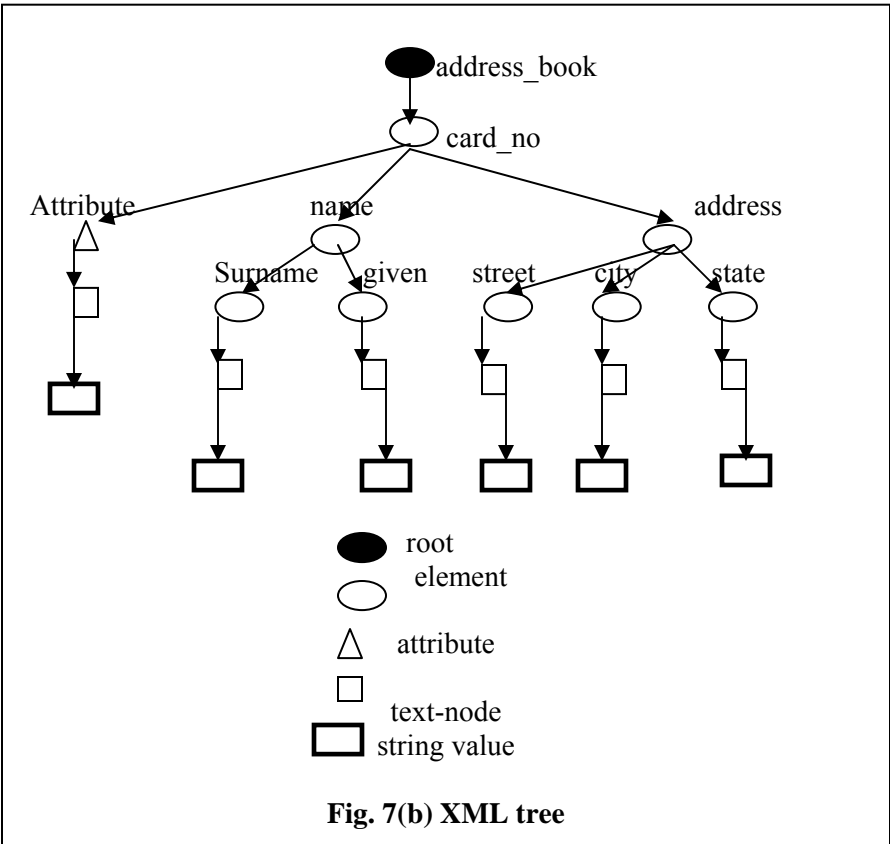 address_book
card_no
Attribute name address
Surname given street city state
root
element
attribute
text-node
string value
Fig. 7(b) XML tree